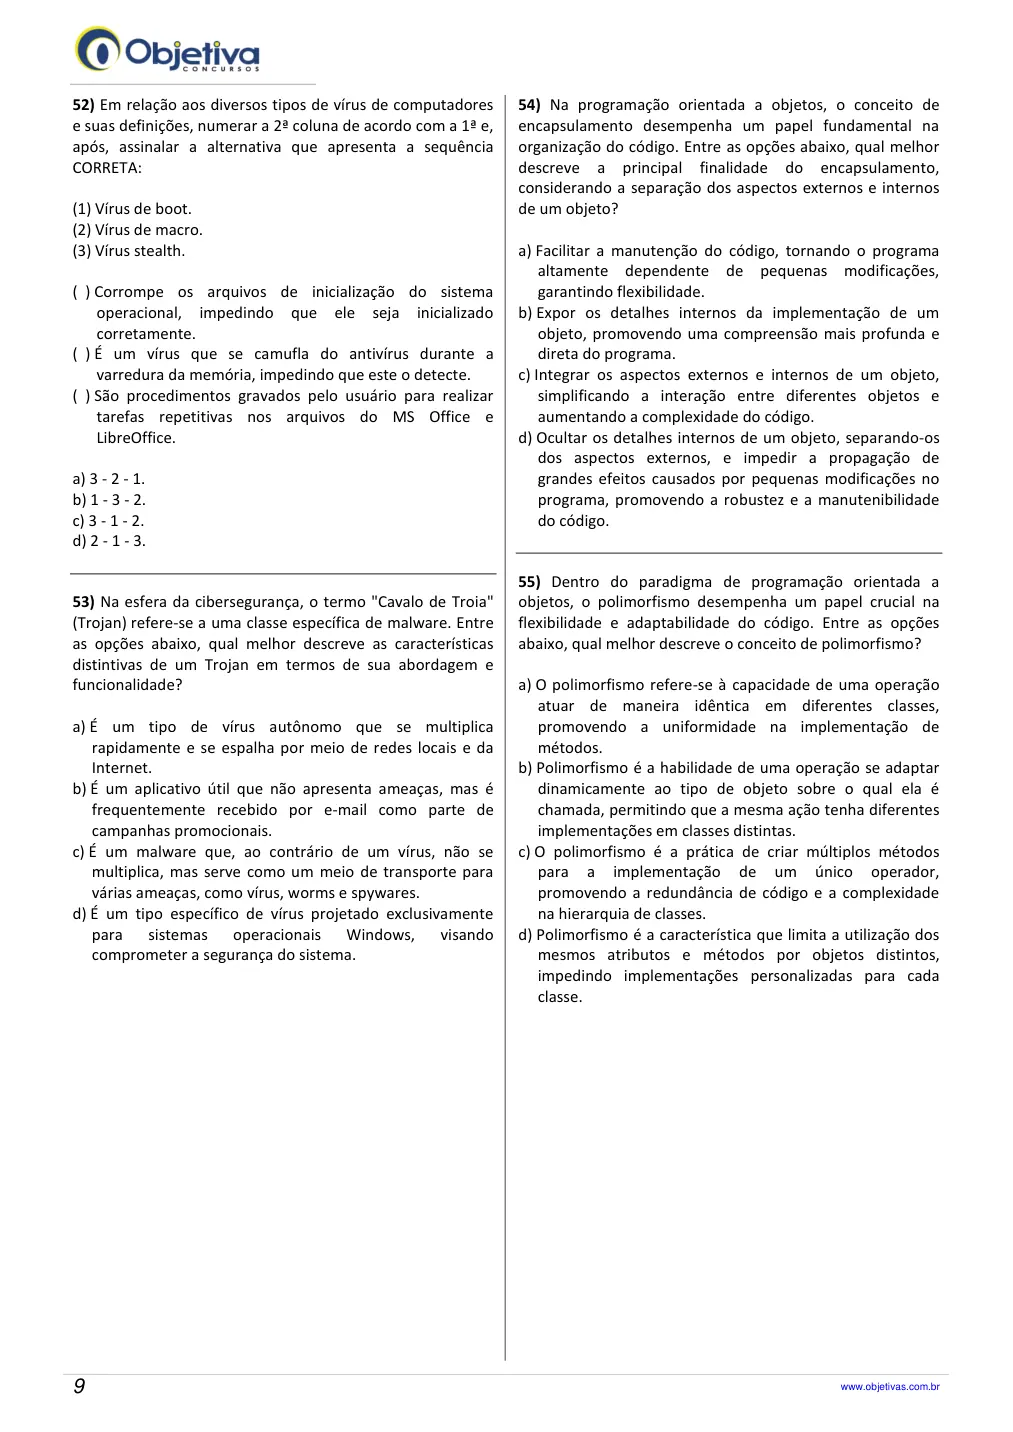 Objetiva
CONCURSOS
52) Em relação aos diversos tipos de vírus de computadores
e suas definições, numerar a 2ª coluna de acordo com a 1ª e,
após, assinalar a alternativa que apresenta a sequência
CORRETA:
(1) Vírus de boot.
(2) Vírus de macro.
(3) Vírus stealth.
( ) Corrompe os arquivos de inicialização do sistema
operacional, impedindo que ele seja inicializado
corretamente.
( ) É um vírus que se camufla do antivírus durante a
varredura da memória, impedindo que este o detecte.
( ) São procedimentos gravados pelo usuário para realizar
tarefas repetitivas nos arquivos do MS Office e
LibreOffice.
a) 3 - 2 - 1.
b) 1 - 3 - 2.
c) 3 - 1 - 2.
d) 2 - 1 - 3.
53) Na esfera da cibersegurança, o termo "Cavalo de Troia"
(Trojan) refere-se a uma classe específica de malware. Entre
as opções abaixo, qual melhor descreve as características
distintivas de um Trojan em termos de sua abordagem e
funcionalidade?
a) É um tipo de vírus autônomo que se multiplica
rapidamente e se espalha por meio de redes locais e da
Internet.
b) É um aplicativo útil que não apresenta ameaças, mas é
frequentemente recebido por e-mail como parte de
campanhas promocionais.
c) É um malware que, ao contrário de um vírus, não se
multiplica, mas serve como um meio de transporte para
várias ameaças, como vírus, worms e spywares.
d) É um tipo específico de vírus projetado exclusivamente
para sistemas operacionais Windows, visando
comprometer a segurança do sistema.
54) Na programação orientada a objetos, o conceito de
encapsulamento desempenha um papel fundamental na
organização do código. Entre as opções abaixo, qual melhor
descreve a principal finalidade do encapsulamento,
considerando a separação dos aspectos externos e internos
de um objeto?
a) Facilitar a manutenção do código, tornando o programa
altamente dependente de pequenas modificações,
garantindo flexibilidade.
b) Expor os detalhes internos da implementação de um
objeto, promovendo uma compreensão mais profunda e
direta do programa.
c) Integrar os aspectos externos e internos de um objeto,
simplificando a interação entre diferentes objetos e
aumentando a complexidade do código.
d) Ocultar os detalhes internos de um objeto, separando-os
dos aspectos externos, e impedir a propagação de
grandes efeitos causados por pequenas modificações no
programa, promovendo a robustez e a manutenibilidade
do código.
55) Dentro do paradigma de programação orientada a
objetos, o polimorfismo desempenha um papel crucial na
flexibilidade e adaptabilidade do código. Entre as opções
abaixo, qual melhor descreve o conceito de polimorfismo?
a) O polimorfismo refere-se à capacidade de uma operação
atuar de maneira idêntica em diferentes classes,
promovendo a uniformidade na implementação de
métodos.
b) Polimorfismo é a habilidade de uma operação se adaptar
dinamicamente ao tipo de objeto sobre o qual ela é
chamada, permitindo que a mesma ação tenha diferentes
implementações em classes distintas.
c) O polimorfismo é a prática de criar múltiplos métodos
para a implementação de um único operador,
promovendo a redundância de código e a complexidade
na hierarquia de classes.
d) Polimorfismo é a característica que limita a utilização dos
mesmos atributos e métodos por objetos distintos,
impedindo implementações personalizadas para cada
classe.
9
www.objetivas.com.br